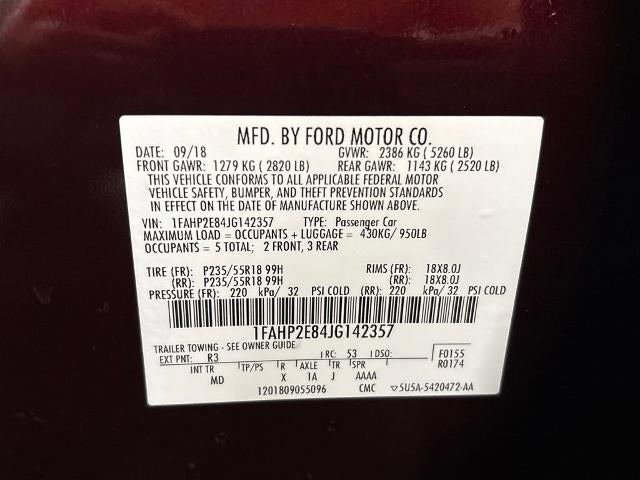 MFD. BY FORD MOTOR CO.
DATE: 09/18 GVWR: 2386 KG ( 5260 LB)
FRONT GAWR: 1279 KG ( 2820 LB) REAR GAWR: 1143 KG ( 2520 LB)
THIS VEHICLE CONFORMS TO ALL APPLICABLE FEDERAL MOTOR
VEHICLE SAFETY, BUMPER, AND THEFT PREVENTION STANDARDS
IN EFFECT ON THE DATE OF MANUFACTURE SHOWN ABOVE.
VIN: 1FAHP2E84JG142357 TYPE: Passenger Car
MAXIMUM LOAD = OCCUPANTS + LUGGAGE = 430KG/ 950LB
OCCUPANTS = 5 TOTAL; 2 FRONT, 3 REAR
TIRE (FR): P235/55R18 99H RIMS (FR): 18X8.0J
(RR): P235/55R18 99H (RR): 18X8.0J
PRESSURE (FR): 220 kPa/ 32 PSI COLD (RR): 220 kPa/ 32 PSI COLD
1FAHP2E84JG142357
TRAILER TOWING - SEE OWNER GUIDE
EXT PNT: R3 RC: 53 DSO: F0155
INT TR TP/PS R AXLE TR SPR R0174
MD X 1A J AAAA
1201809055096 CMC ▽5U5A-5420472-AA